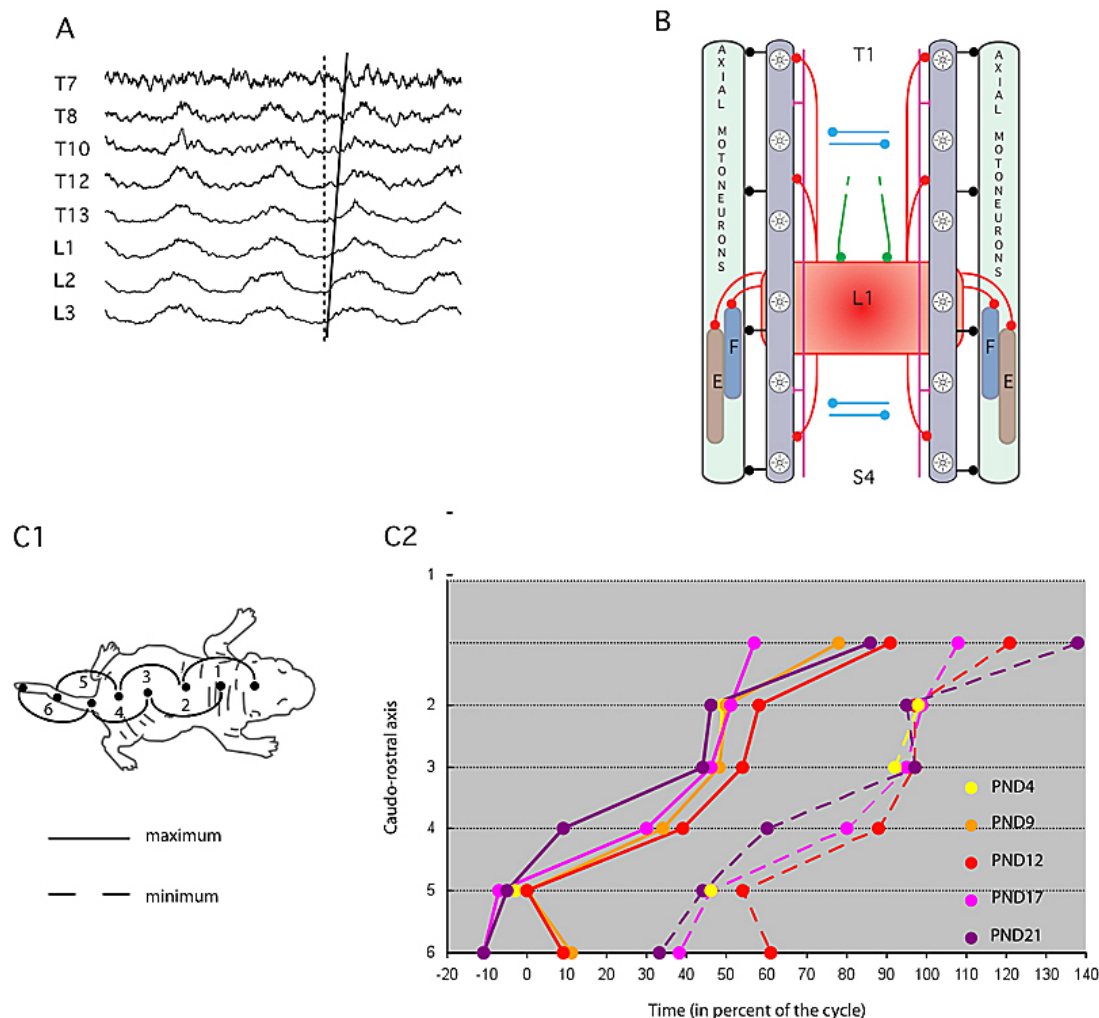 A
T7
T8
T10
T12
T13
L1
L2
L3
B
T1
AXIAL MOTONEURONS
AXIAL MOTONEURONS
L1
F
E
F
E
S4
C1
1
2
3
4
5
6
maximum
minimum
C2
Caudo-rostral axis
1
2
3
4
5
6
PND4
PND9
PND12
PND17
PND21
-20 -10 0 10 20 30 40 50 60 70 80 90 100 110 120 130 140
Time (in percent of the cycle)